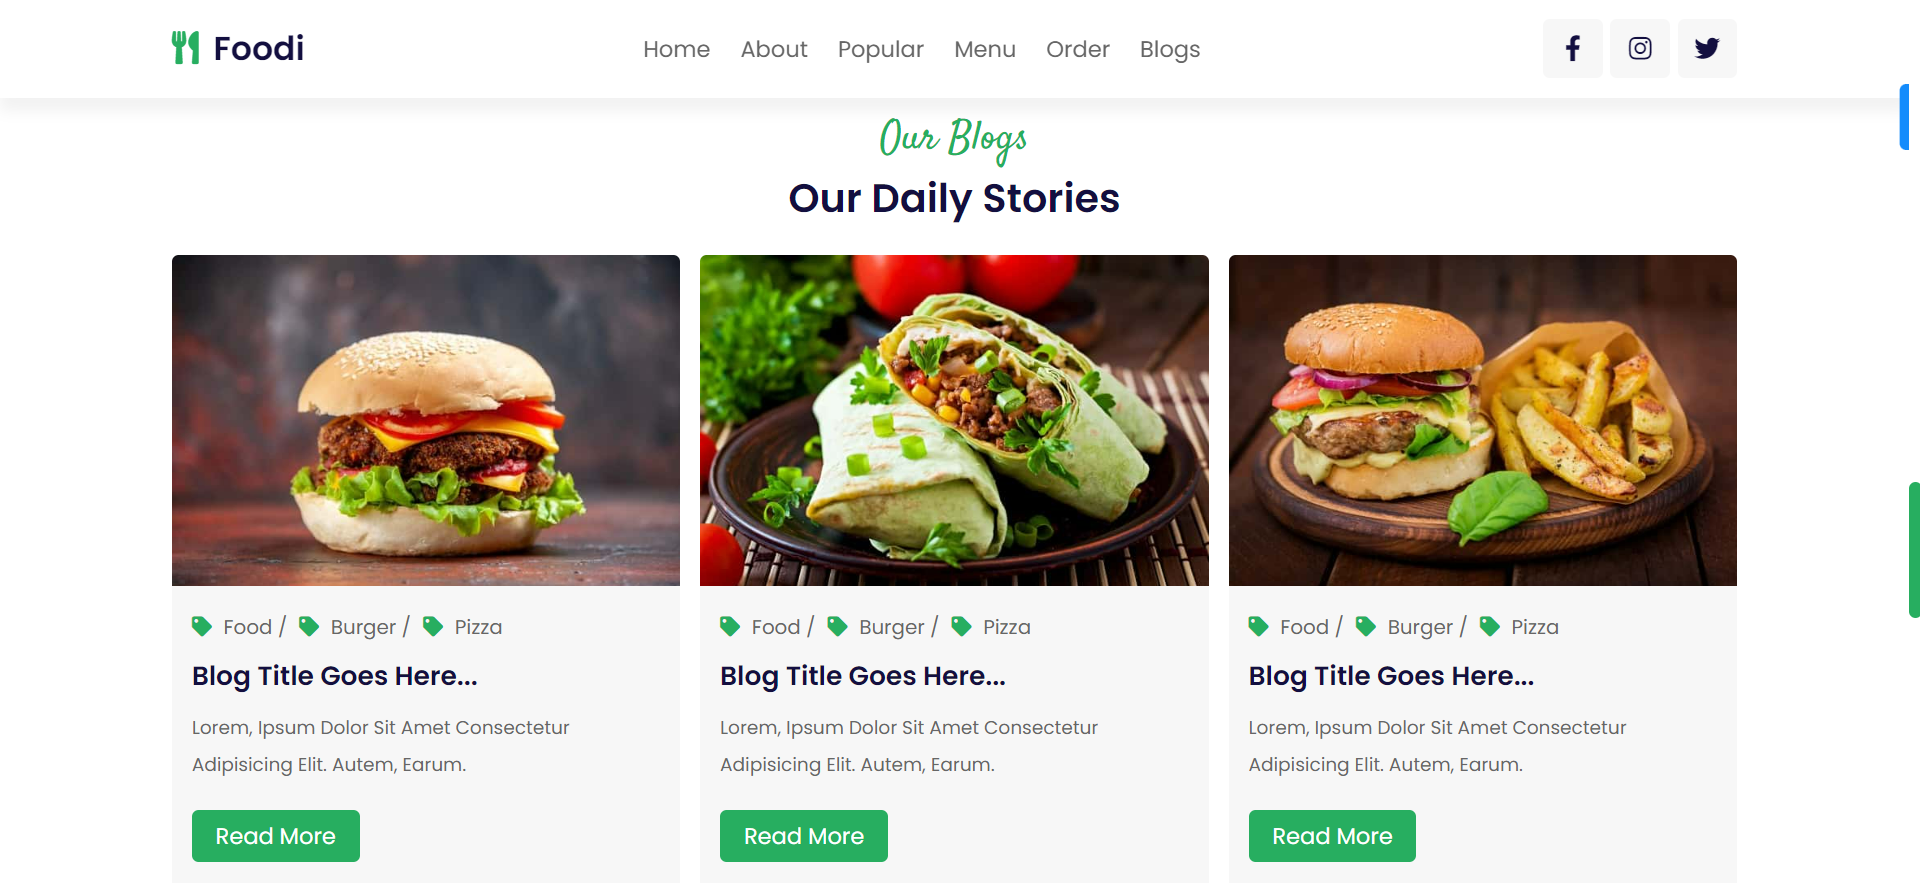 Foodi
Home About Popular Menu Order Blogs
Our Blogs
Our Daily Stories
Food / Burger / Pizza
Blog Title Goes Here...
Lorem, Ipsum Dolor Sit Amet Consectetur
Adipisicing Elit. Autem, Earum.
Read More
Food / Burger / Pizza
Blog Title Goes Here...
Lorem, Ipsum Dolor Sit Amet Consectetur
Adipisicing Elit. Autem, Earum.
Read More
Food / Burger / Pizza
Blog Title Goes Here...
Lorem, Ipsum Dolor Sit Amet Consectetur
Adipisicing Elit. Autem, Earum.
Read More